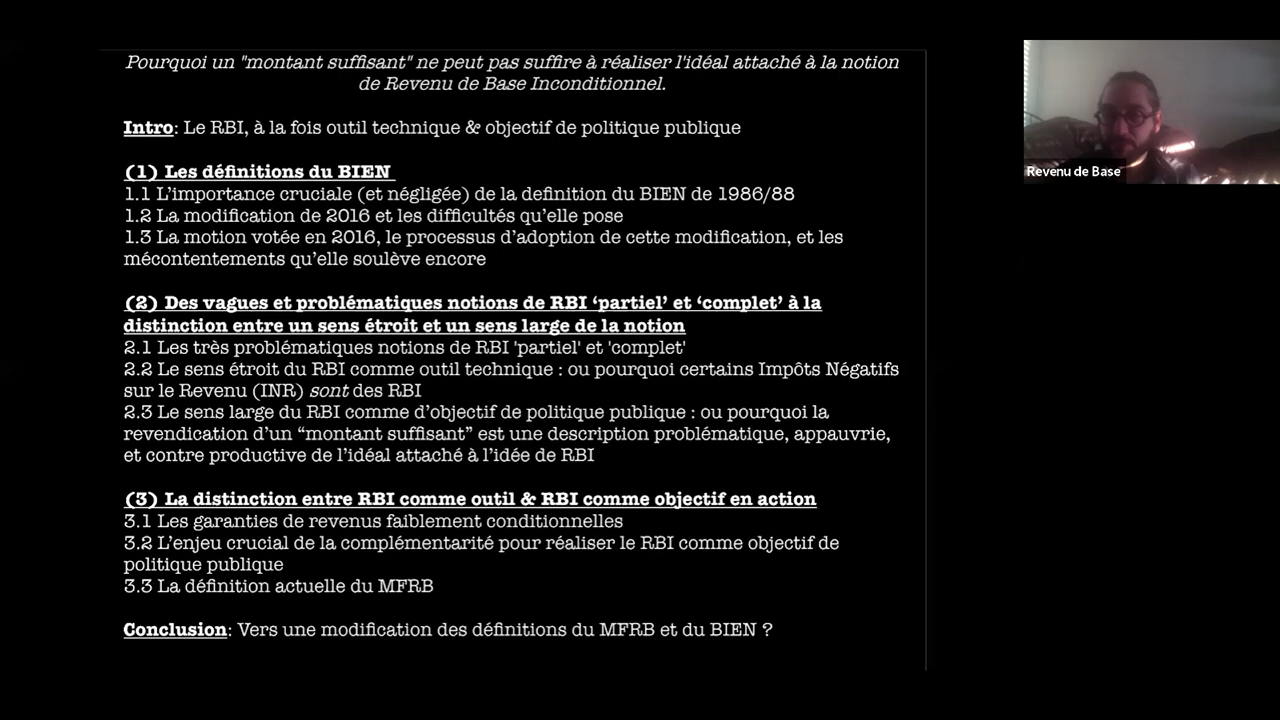 Pourquoi un "montant suffisant" ne peut pas suffire à réaliser l'idéal attaché à la notion
de Revenu de Base Inconditionnel.
Intro: Le RBI, à la fois outil technique & objectif de politique publique
(1) Les définitions du BIEN
1.1 L’importance cruciale (et négligée) de la definition du BIEN de 1986/88
1.2 La modification de 2016 et les difficultés qu’elle pose
1.3 La motion votée en 2016, le processus d’adoption de cette modification, et les
mécontentements qu’elle soulève encore
(2) Des vagues et problématiques notions de RBI ‘partiel’ et ‘complet’ à la
distinction entre un sens étroit et un sens large de la notion
2.1 Les très problématiques notions de RBI 'partiel' et 'complet'
2.2 Le sens étroit du RBI comme outil technique : ou pourquoi certains Impôts Négatifs
sur le Revenu (INR) sont des RBI
2.3 Le sens large du RBI comme d’objectif de politique publique : ou pourquoi la
revendication d’un “montant suffisant” est une description problématique, appauvrie,
et contre productive de l’idéal attaché à l’idée de RBI
(3) La distinction entre RBI comme outil & RBI comme objectif en action
3.1 Les garanties de revenus faiblement conditionnelles
3.2 L’enjeu crucial de la complémentarité pour réaliser le RBI comme objectif de
politique publique
3.3 La définition actuelle du MFRB
Conclusion: Vers une modification des définitions du MFRB et du BIEN ?
Revenu de Base